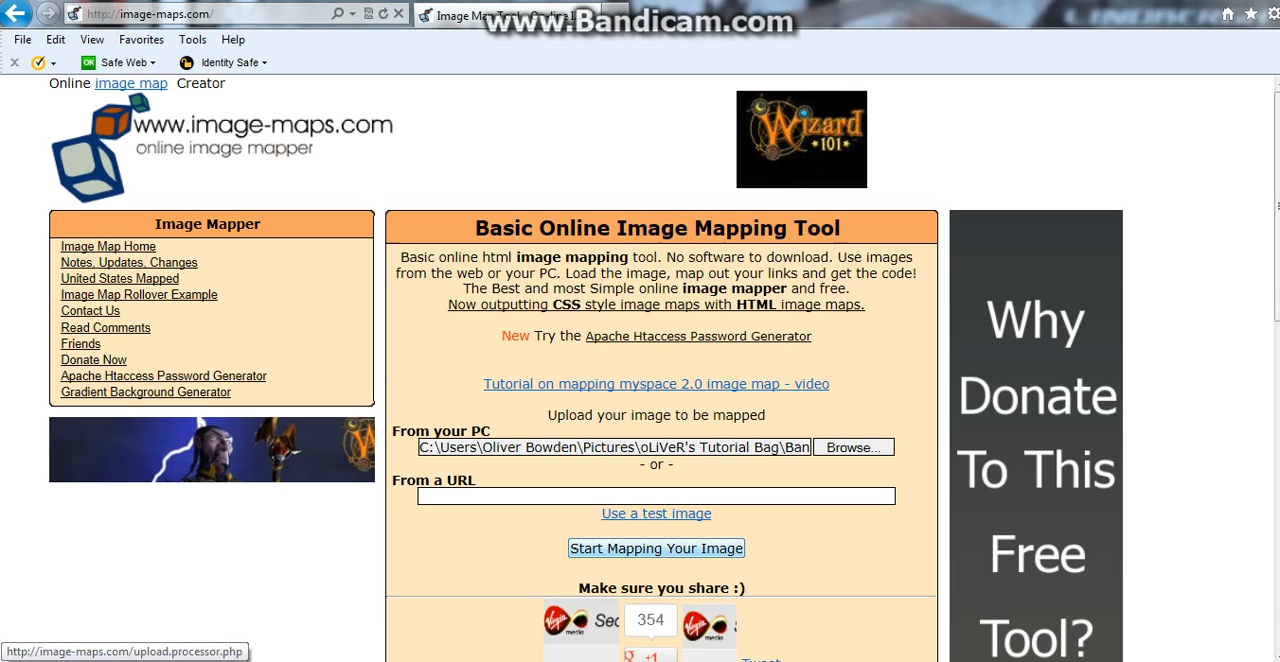 http://image-maps.com/
Image Map Tool - Online I
www.Bandicam.com
File Edit View Favorites Tools Help
OK Safe Web Identity Safe
Online image map Creator
www.image-maps.com
online image mapper
Wizard
101
Image Mapper
Image Map Home
Notes, Updates, Changes
United States Mapped
Image Map Rollover Example
Contact Us
Read Comments
Friends
Donate Now
Apache Htaccess Password Generator
Gradient Background Generator
Basic Online Image Mapping Tool
Basic online html image mapping tool. No software to download. Use images
from the web or your PC. Load the image, map out your links and get the code!
The Best and most Simple online image mapper and free.
Now outputting CSS style image maps with HTML image maps.
New Try the Apache Htaccess Password Generator
Tutorial on mapping myspace 2.0 image map - video
Upload your image to be mapped
From your PC
C:\Users\Oliver Bowden\Pictures\oLiVeR's Tutorial Bag\Ban Browse...
- or -
From a URL
Use a test image
Start Mapping Your Image
Make sure you share :)
Virgin media Sec 354 Virgin media
g +1 Tweet
Why
Donate
To This
Free
Tool?
http://image-maps.com/upload.processor.php